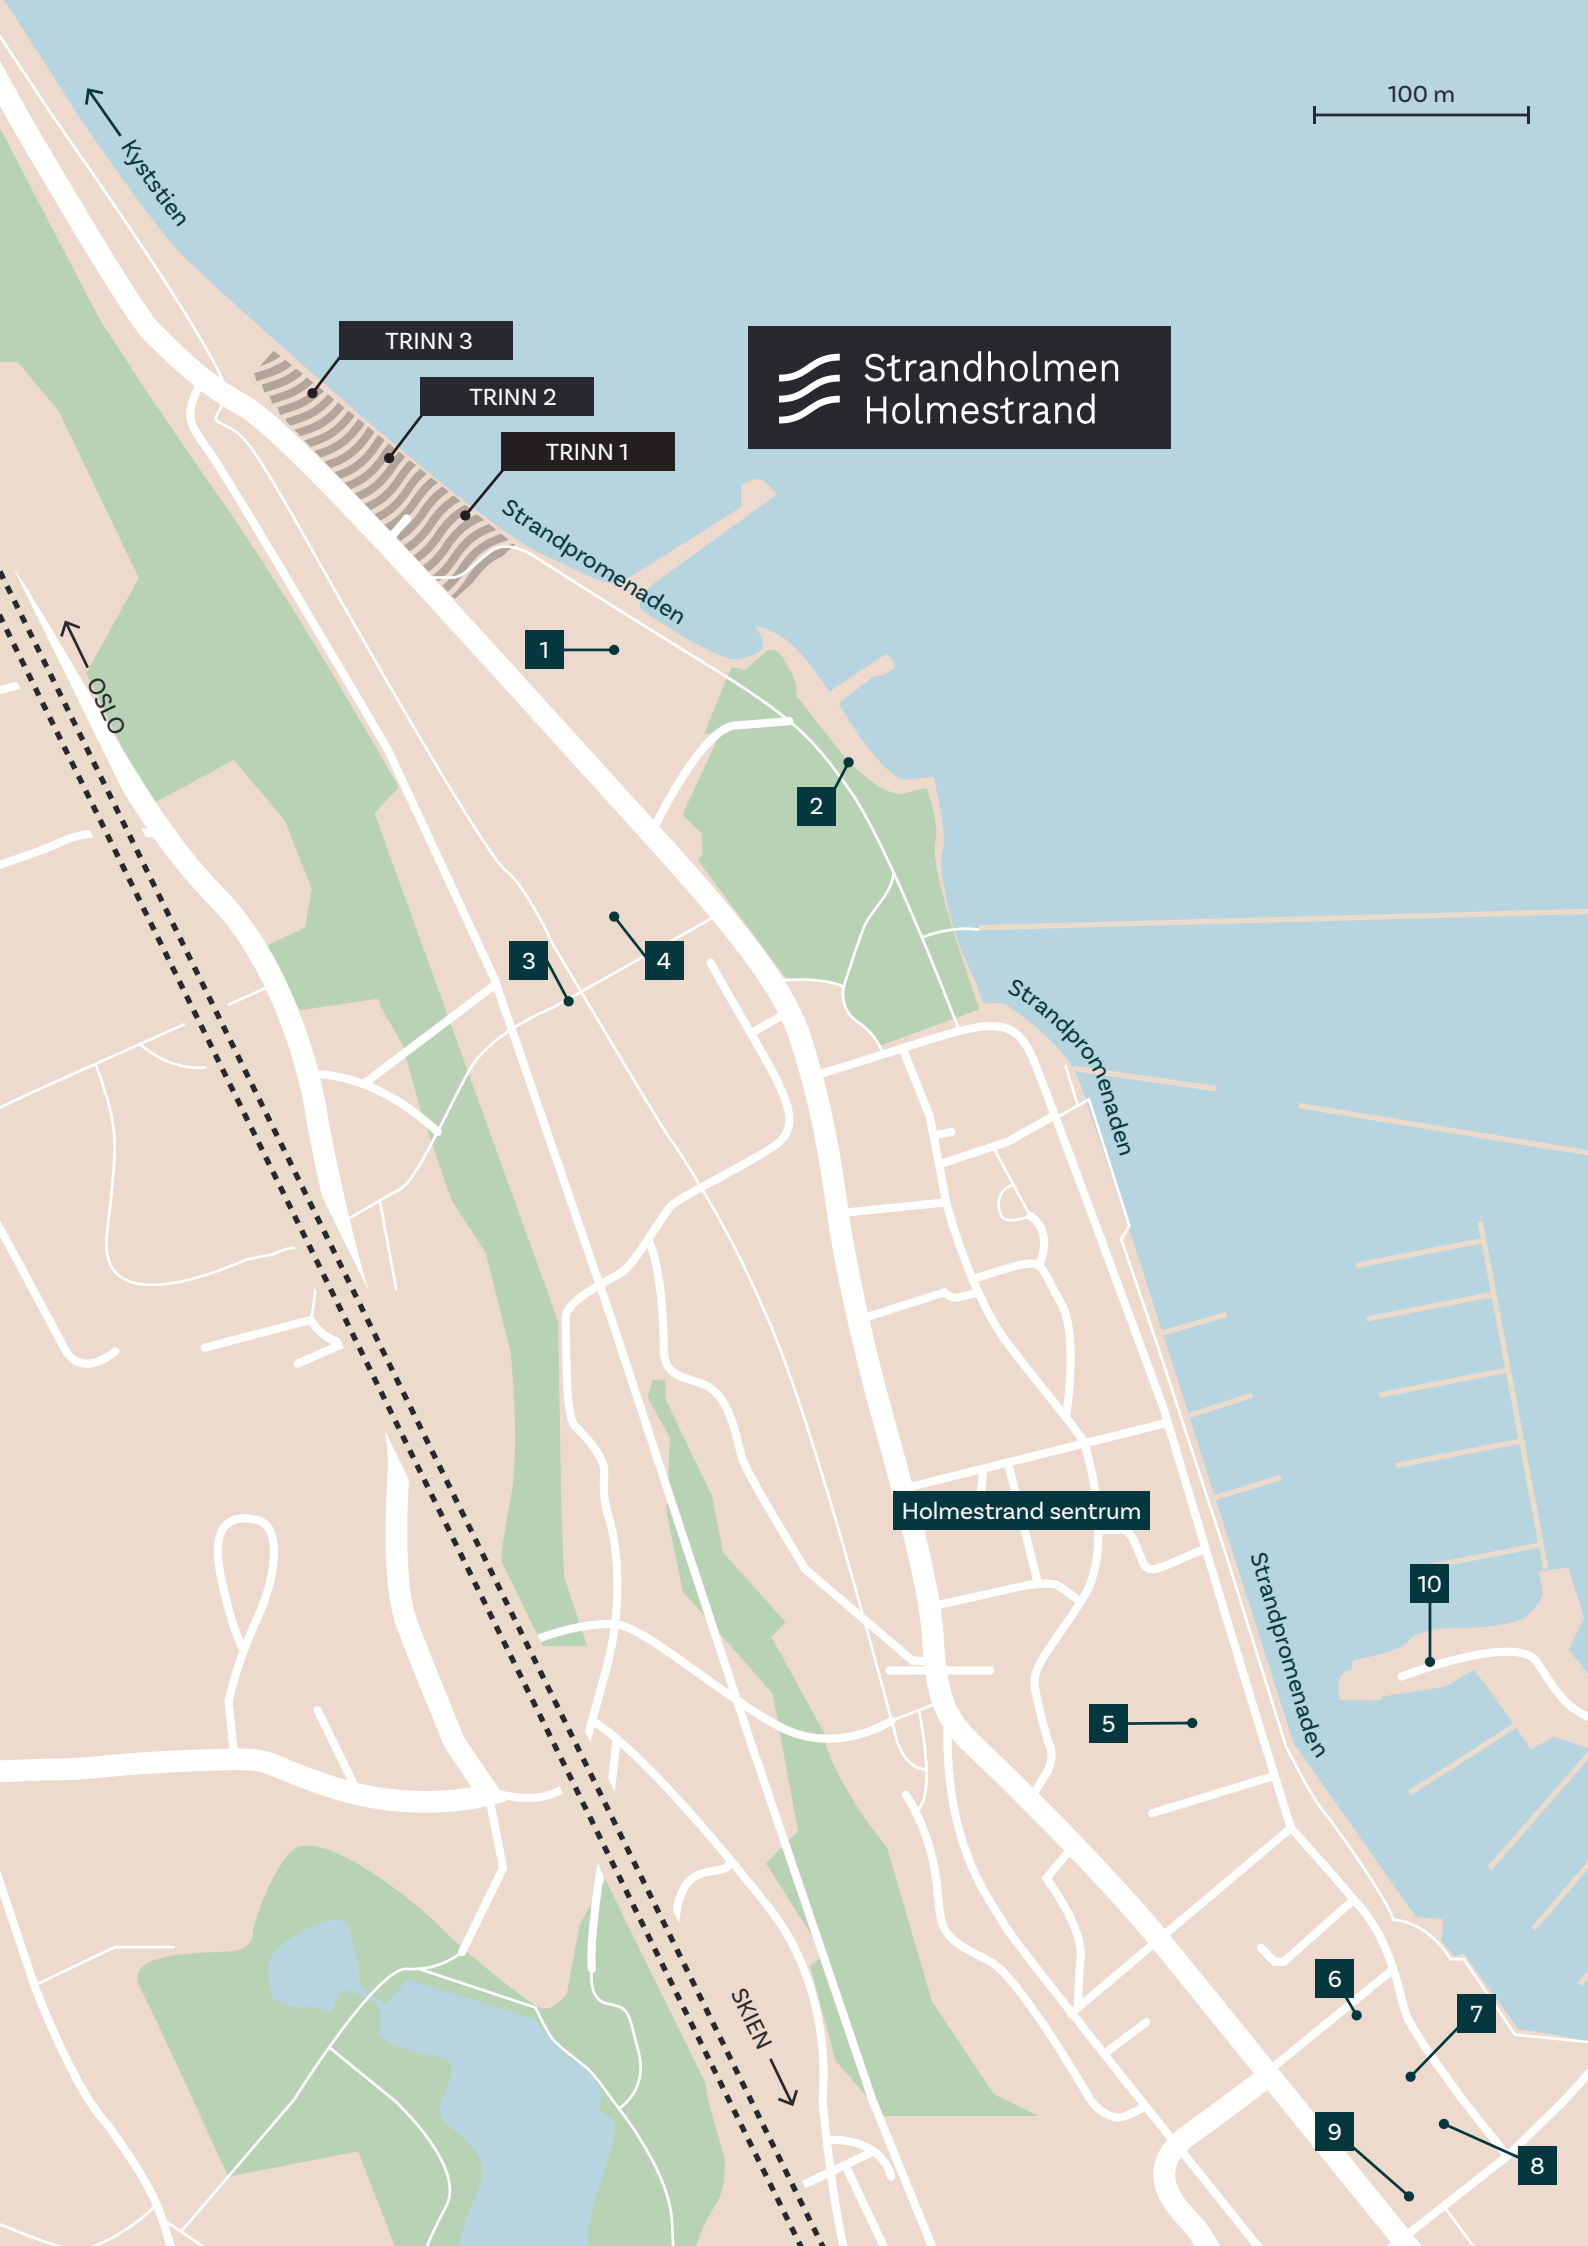 100 m
Kyststien
TRINN 3
Strandholmen
Holmestrand
TRINN 2
TRINN 1
Strandpromenaden
1
OSLO
2
3
4
Strandpromenaden
Holmestrand sentrum
Strandpromenaden
10
5
6
7
SKIEN
9
8